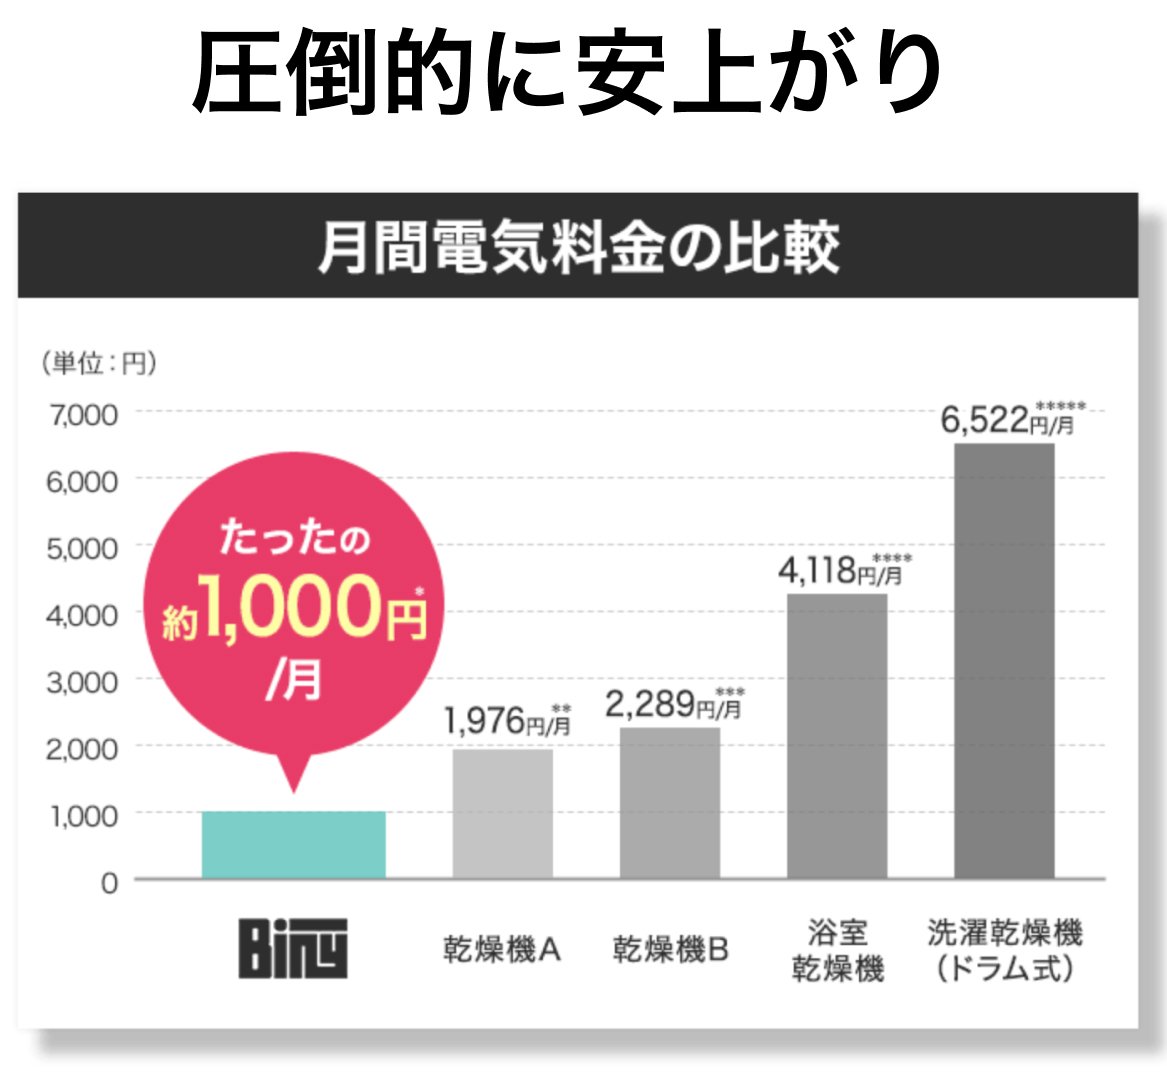 圧倒的に安上がり
月間電気料金の比較
（単位：円）
7,000
6,000
5,000
4,000
3,000
2,000
1,000
0
たったの
約1,000円*
/月
1,976円/月**
2,289円/月***
4,118円/月****
6,522円/月*****
Biny
乾燥機A
乾燥機B
浴室
乾燥機
洗濯乾燥機
（ドラム式）